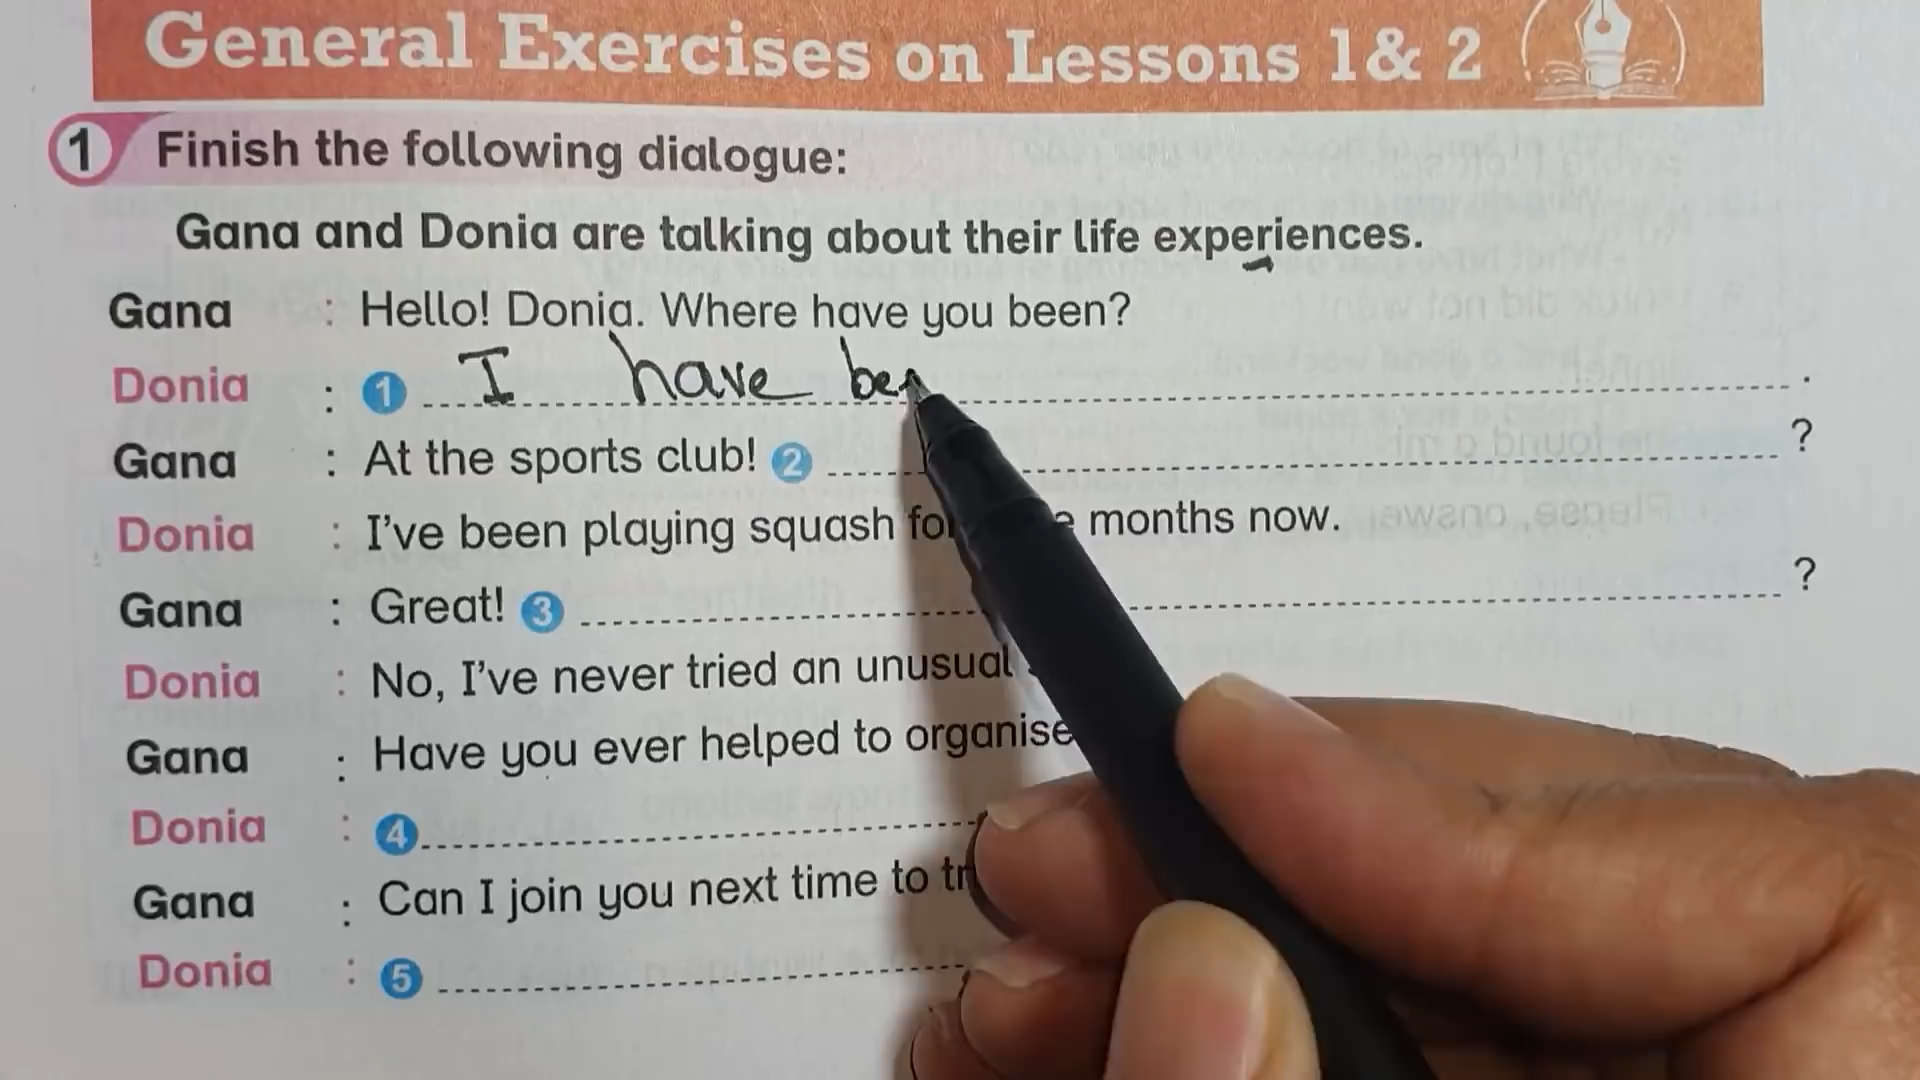 General Exercises on Lessons 1& 2
1 Finish the following dialogue:
Gana and Donia are talking about their life experiences.
Gana : Hello! Donia. Where have you been?
Donia : 1 I have bee .
Gana : At the sports club! 2 ?
Donia : I've been playing squash months now.
Gana : Great! 3 ?
Donia : No, I've never tried an unusual
Gana : Have you ever helped to organise
Donia : 4
Gana : Can I join you next time to
Donia : 5